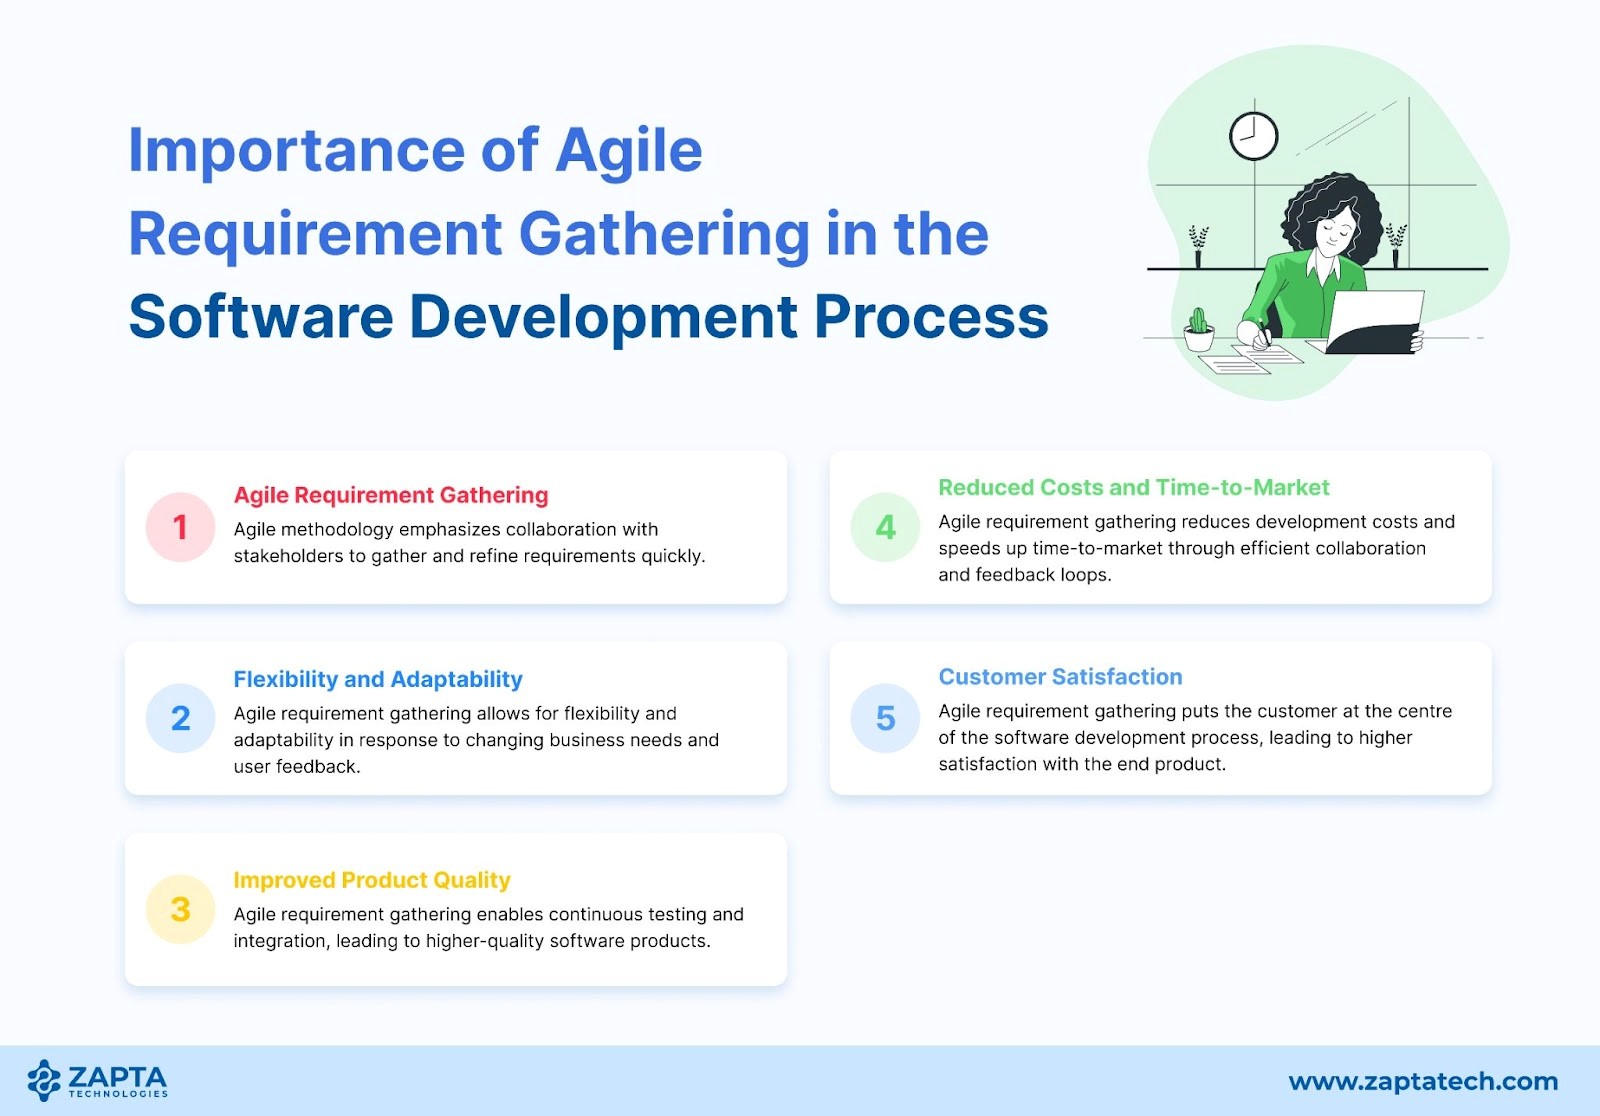 Importance of Agile
Requirement Gathering in the
Software Development Process
1
Agile Requirement Gathering
Agile methodology emphasizes collaboration with
stakeholders to gather and refine requirements quickly.
2
Flexibility and Adaptability
Agile requirement gathering allows for flexibility and
adaptability in response to changing business needs and
user feedback.
3
Improved Product Quality
Agile requirement gathering enables continuous testing and
integration, leading to higher-quality software products.
4
Reduced Costs and Time-to-Market
Agile requirement gathering reduces development costs and
speeds up time-to-market through efficient collaboration
and feedback loops.
5
Customer Satisfaction
Agile requirement gathering puts the customer at the centre
of the software development process, leading to higher
satisfaction with the end product.
ZAPTA
TECHNOLOGIES
www.zaptatech.com